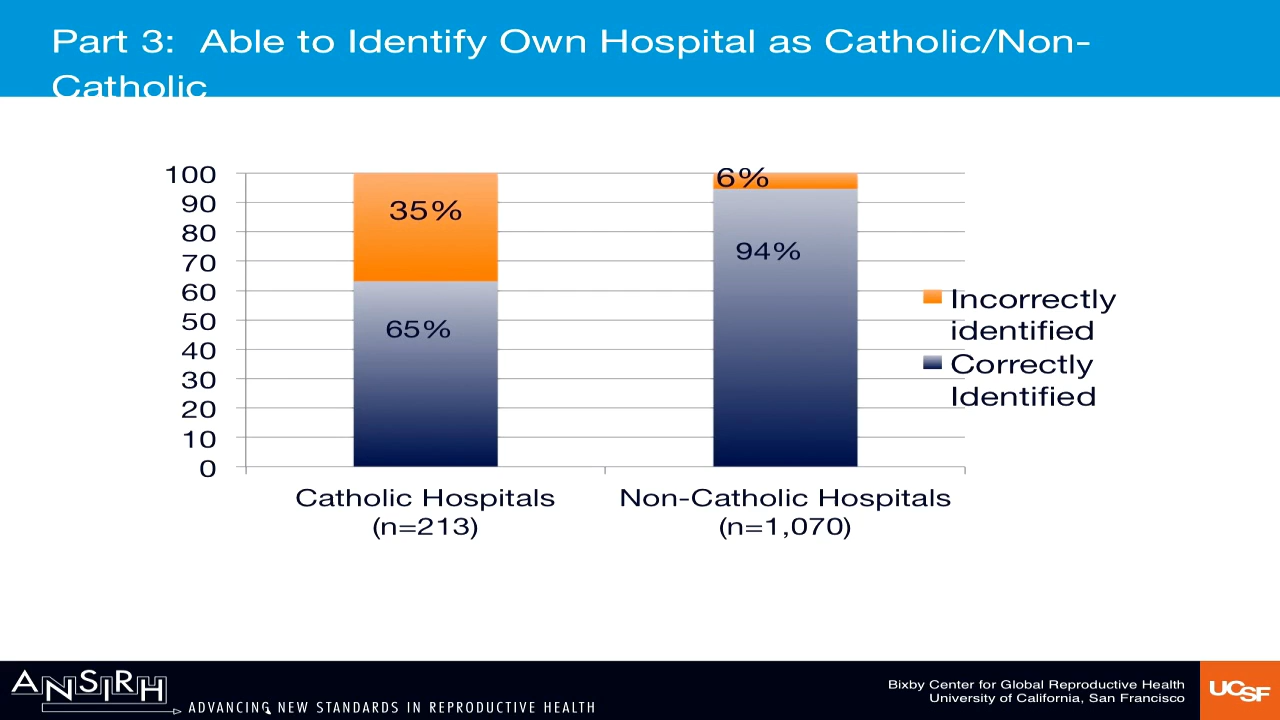 Part 3:  Able to Identify Own Hospital as Catholic/Non-
Catholic
100
90
80
70
60
50
40
30
20
10
0
35%
65%
6%
94%
Incorrectly
identified
Correctly
Identified
Catholic Hospitals
(n=213)
Non-Catholic Hospitals
(n=1,070)
ANSIRH
ADVANCING NEW STANDARDS IN REPRODUCTIVE HEALTH
Bixby Center for Global Reproductive Health
University of California, San Francisco
UCSF